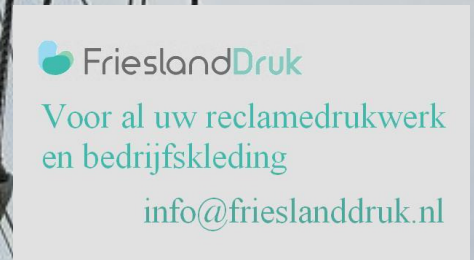 FrieslandDruk
Voor al uw reclamedrukwerk
en bedrijfskleding
info@frieslanddruk.nl